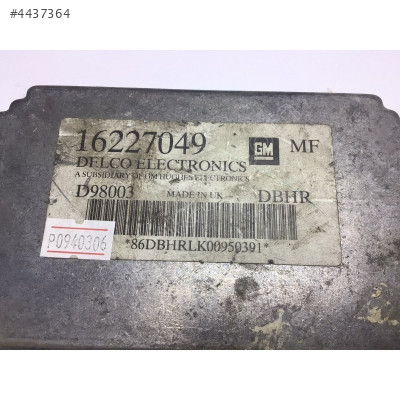 #4437364
16227049 GM MF
DELCO ELECTRONICS
A SUBSIDIARY OF GM HUGHES ELECTRONICS
D98003 MADE IN UK DBHR
P0940306
*86DBHRLK00950391*